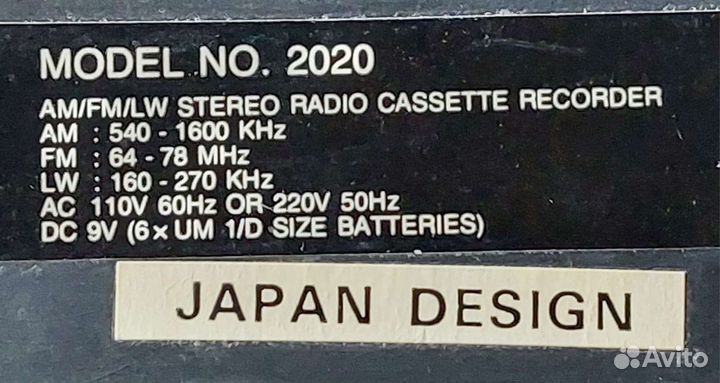 MODEL NO. 2020
AM/FM/LW STEREO RADIO CASSETTE RECORDER
AM : 540 - 1600 KHz
FM : 64 - 78 MHz
LW : 160 - 270 KHz
AC 110V 60Hz OR 220V 50Hz
DC 9V (6 x UM 1/D SIZE BATTERIES)
JAPAN DESIGN
Avito